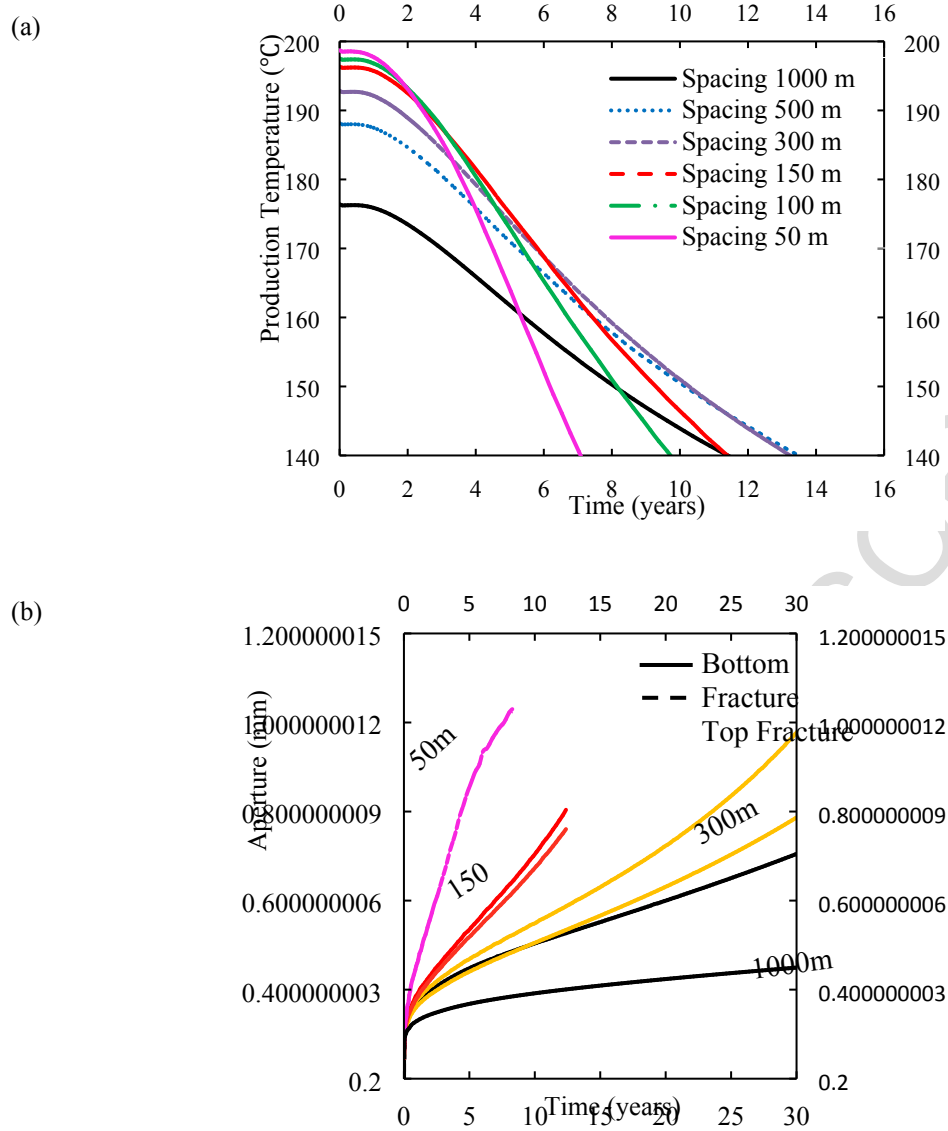 (a)
0 2 4 6 8 10 12 14 16
200 200
190 190
180 180
170 170
160 160
150 150
140 140
Production Temperature (°C)
Spacing 1000 m
Spacing 500 m
Spacing 300 m
Spacing 150 m
Spacing 100 m
Spacing 50 m
0 2 4 6 8 10 12 14 16
Time (years)
(b)
0 5 10 15 20 25 30
1.200000015 1.200000015
1.000000012 1.000000012
0.800000009 0.800000009
0.600000006 0.600000006
0.400000003 0.400000003
0.2 0.2
Aperture (mm)
Bottom
Fracture
Top Fracture
50m
150
300m
1000m
Time (years)
0 5 10 15 20 25 30